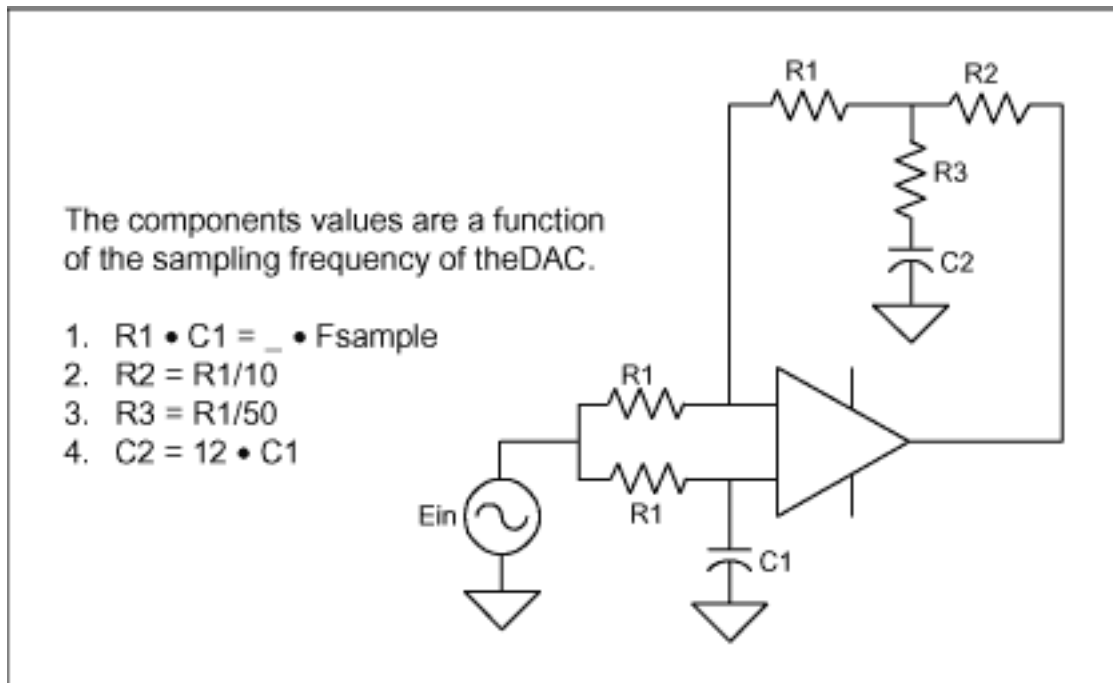 The components values are a function
of the sampling frequency of theDAC.
1. R1 • C1 = _ • Fsample
2. R2 = R1/10
3. R3 = R1/50
4. C2 = 12 • C1
R1
R2
R3
C2
R1
R1
Ein
C1